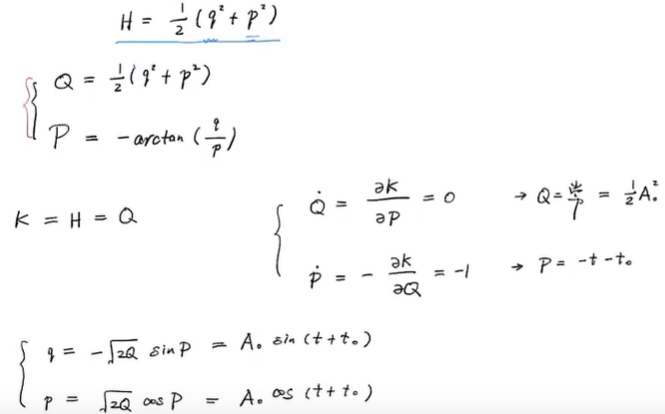 H = 1/2 (q² + p²)
Q = 1/2 (q² + p²)
P = - arctan (q/p)
K = H = Q
Q̇ = ∂K/∂P = 0 → Q = = 1/2 A₀²
Ṗ = - ∂K/∂Q = -1 → P = -t - t₀
q = -√2Q sin P = A₀ sin (t + t₀)
p = √2Q cos P = A₀ cos (t + t₀)